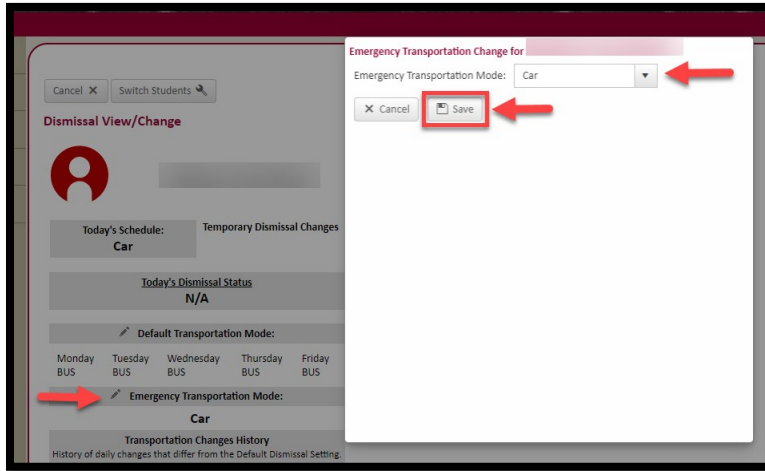 Cancel X Switch Students
Dismissal View/Change
Today's Schedule:
Car
Temporary Dismissal Changes
Today's Dismissal Status
N/A
Default Transportation Mode:
Monday Tuesday Wednesday Thursday Friday
BUS BUS BUS BUS BUS
Emergency Transportation Mode:
Car
Transportation Changes History
History of daily changes that differ from the Default Dismissal Setting.
Emergency Transportation Change for
Emergency Transportation Mode: Car
X Cancel Save